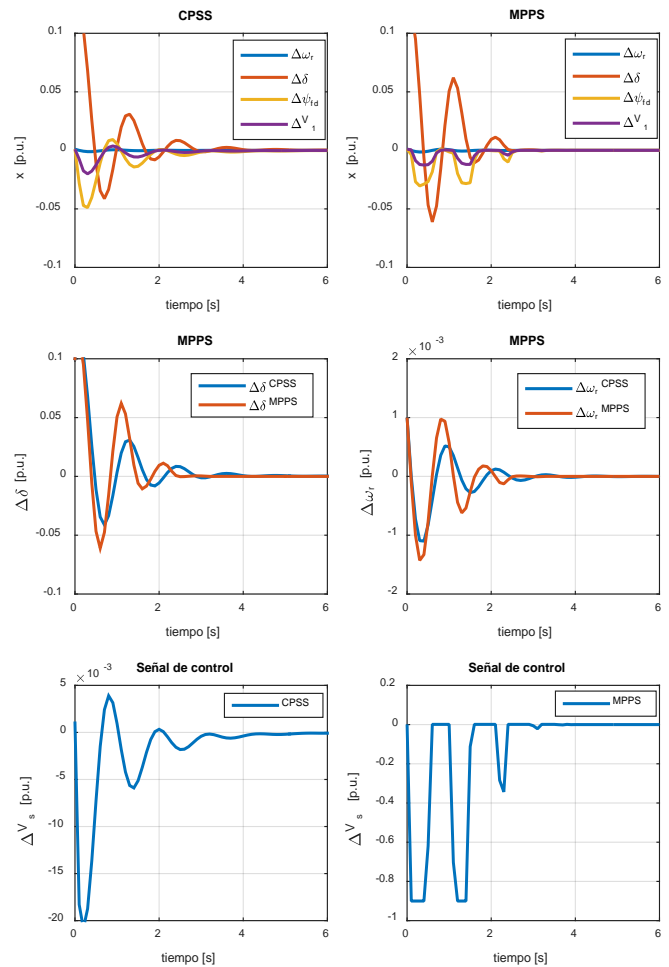 CPSS
MPPS
0.1
0.05
0
-0.05
-0.1
x [p.u.]
Δω_r
Δδ
Δψ_fd
Δ^V_1
0 2 4 6
tiempo [s]
0.1
0.05
0
-0.05
-0.1
x [p.u.]
Δω_r
Δδ
Δψ_fd
Δ^V_1
0 2 4 6
tiempo [s]
MPPS
0.1
0.05
0
-0.05
-0.1
Δδ [p.u.]
Δδ^CPSS
Δδ^MPPS
0 2 4 6
tiempo [s]
MPPS
× 10^-3
2
1
0
-1
-2
Δω_r [p.u.]
Δω_r^CPSS
Δω_r^MPPS
0 2 4 6
tiempo [s]
Señal de control
× 10^-3
5
0
-5
-10
-15
-20
Δ^V_s [p.u.]
CPSS
0 2 4 6
tiempo [s]
Señal de control
0.2
0
-0.2
-0.4
-0.6
-0.8
-1
Δ^V_s [p.u.]
MPPS
0 2 4 6
tiempo [s]